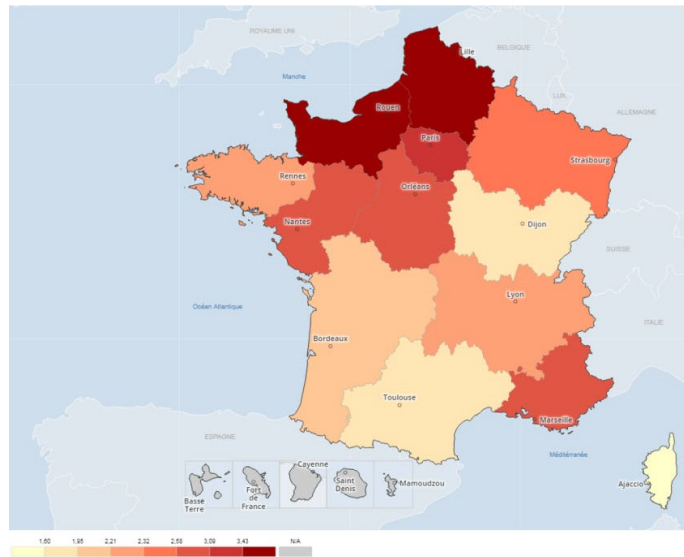 ROYAUME UNI
Lille
BELGIQUE
Manche
LUX.
Rouen
ALLEMAGNE
Paris
Strasbourg
Rennes
Orléans
Nantes
Dijon
SUISSE
Lyon
Océan Atlantique
ITALIE
Bordeaux
Toulouse
Marseille
ESPAGNE
Méditérranée
Cayenne
Saint
Denis
Mamoudzou
Ajaccio
Fort
de
France
Basse
Terre
1,60 1,95 2,21 2,32 2,58 3,09 3,43 N/A